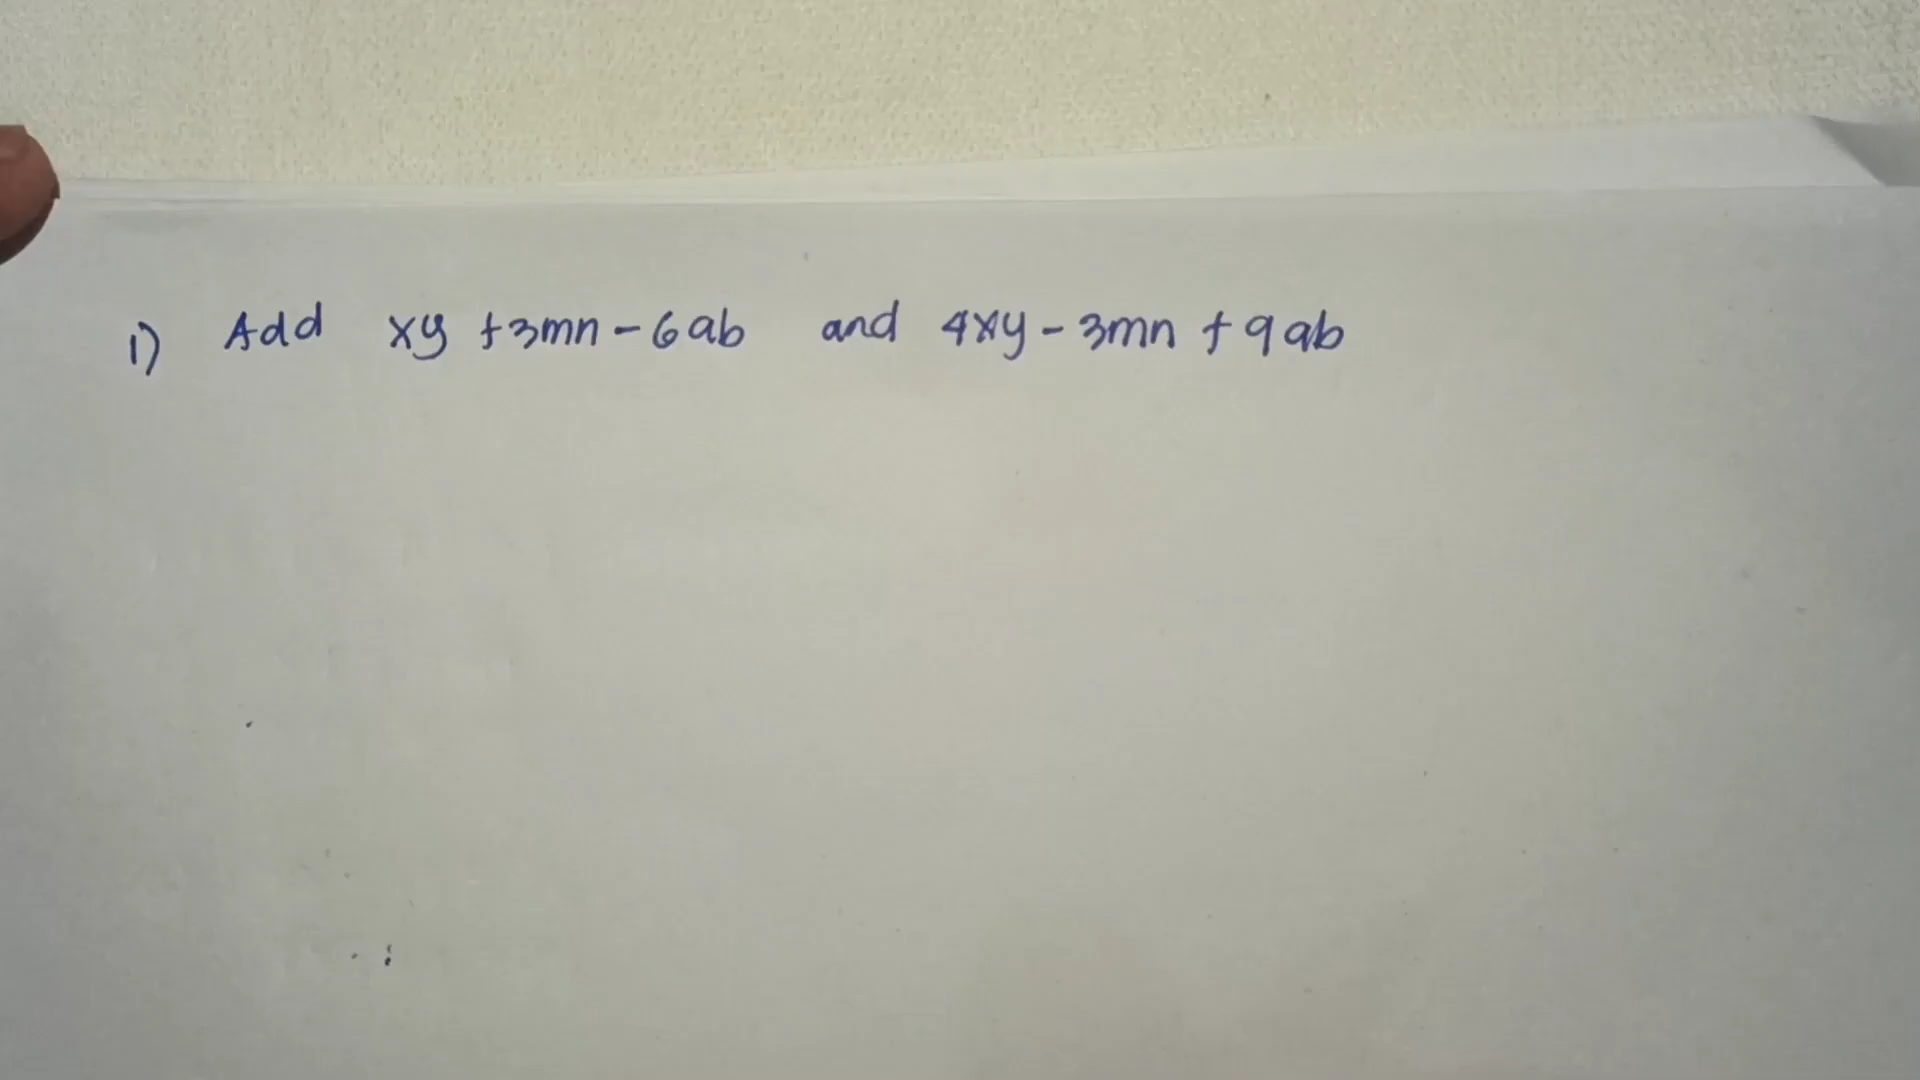 1) Add xy + 3mn - 6ab and 4xy - 3mn + 9ab